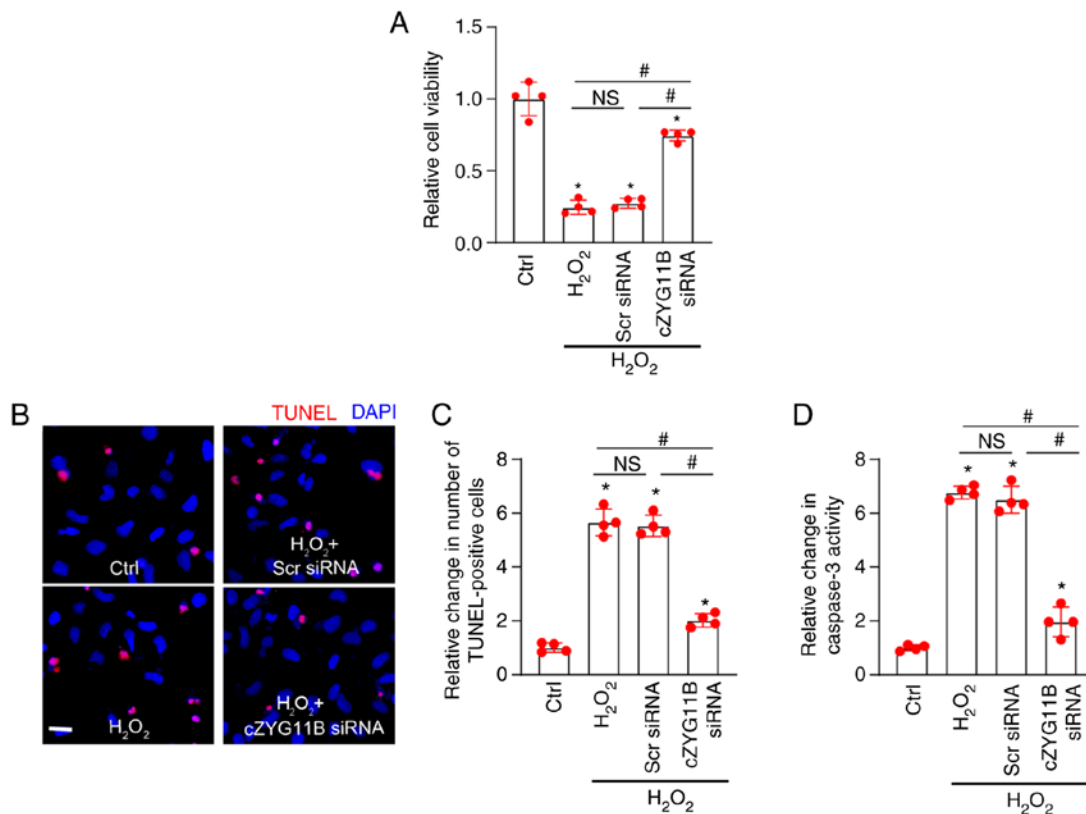 A
Relative cell viability
1.5
1.0
0.5
0.0
#
NS
#
*
*
*
Ctrl
H₂O₂
Scr siRNA
cZYG11B
siRNA
H₂O₂
B
TUNEL DAPI
Ctrl
H₂O₂+
Scr siRNA
H₂O₂
H₂O₂+
cZYG11B siRNA
C
Relative change in number of
TUNEL-positive cells
8
6
4
2
0
#
NS
#
*
*
*
Ctrl
H₂O₂
Scr siRNA
cZYG11B
siRNA
H₂O₂
D
Relative change in
caspase-3 activity
8
6
4
2
0
#
NS
#
*
*
*
Ctrl
H₂O₂
Scr siRNA
cZYG11B
siRNA
H₂O₂